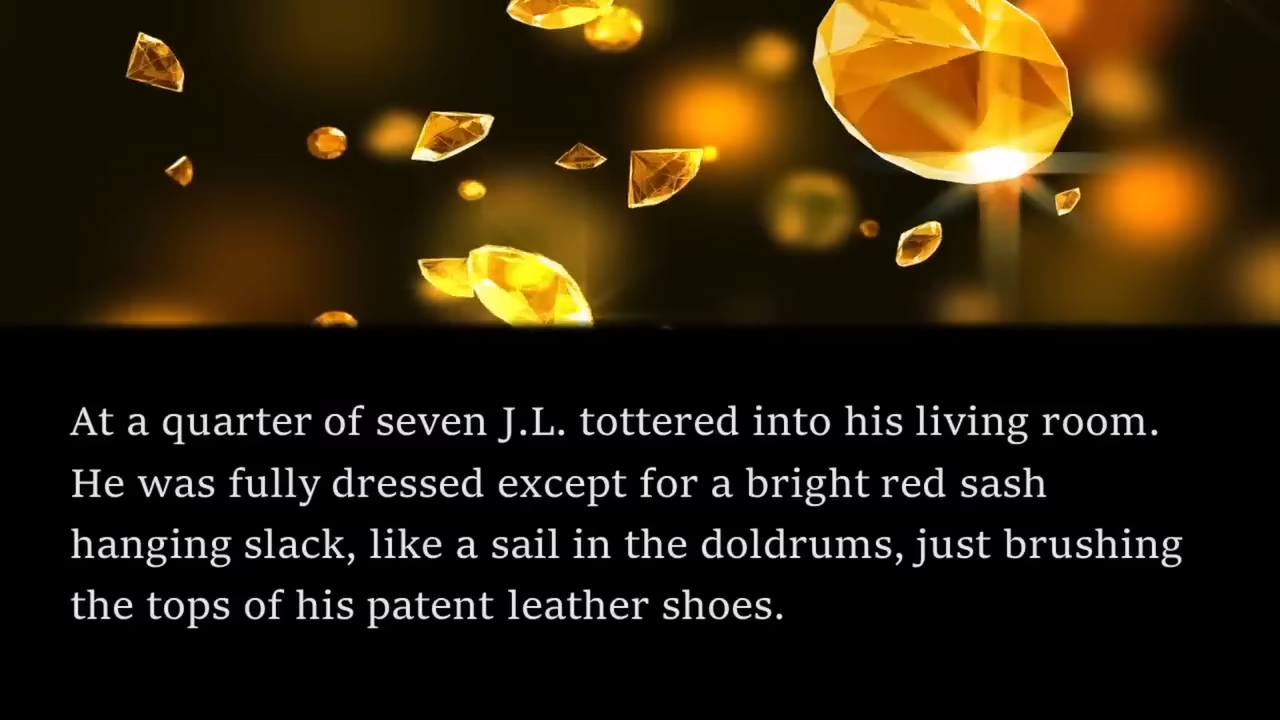 At a quarter of seven J.L. tottered into his living room.
He was fully dressed except for a bright red sash
hanging slack, like a sail in the doldrums, just brushing
the tops of his patent leather shoes.